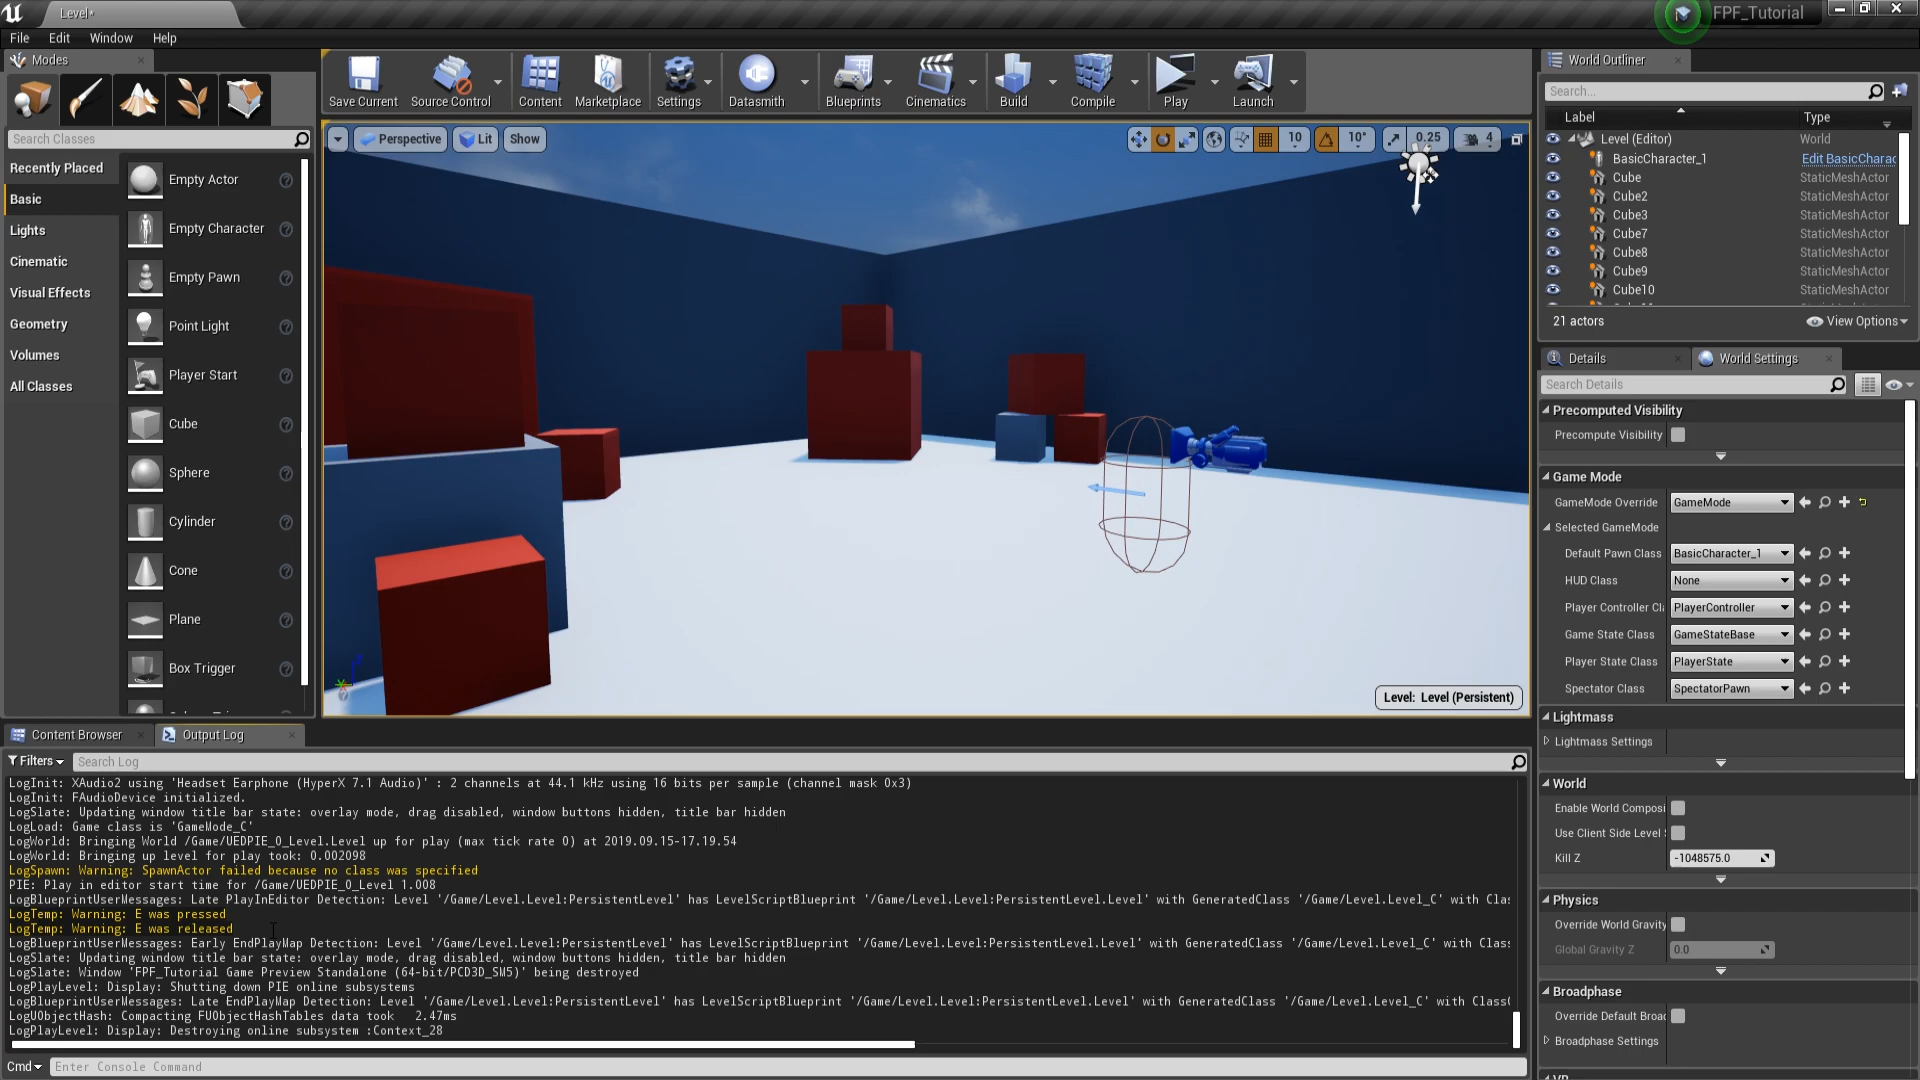 Level*
FPF_Tutorial
File Edit Window Help
Modes
Search Classes
Recently Placed
Basic
Lights
Cinematic
Visual Effects
Geometry
Volumes
All Classes
Empty Actor
Empty Character
Empty Pawn
Point Light
Player Start
Cube
Sphere
Cylinder
Cone
Plane
Box Trigger
Save Current
Source Control
Content
Marketplace
Settings
Datasmith
Blueprints
Cinematics
Build
Compile
Play
Launch
Perspective Lit Show
10 10° 0.25 4
Level: Level (Persistent)
World Outliner
Search...
Label Type
Level (Editor) World
BasicCharacter_1 Edit BasicCharac
Cube StaticMeshActor
Cube2 StaticMeshActor
Cube3 StaticMeshActor
Cube7 StaticMeshActor
Cube8 StaticMeshActor
Cube9 StaticMeshActor
Cube10 StaticMeshActor
21 actors View Options
Details World Settings
Search Details
Precomputed Visibility
Precompute Visibility
Game Mode
GameMode Override GameMode
Selected GameMode
Default Pawn Class BasicCharacter_1
HUD Class None
Player Controller Cl PlayerController
Game State Class GameStateBase
Player State Class PlayerState
Spectator Class SpectatorPawn
Lightmass
Lightmass Settings
World
Enable World Composi
Use Client Side Level
Kill Z -1048575.0
Physics
Override World Gravity
Global Gravity Z 0.0
Broadphase
Override Default Broad
Broadphase Settings
VR
Content Browser Output Log
Filters Search Log
LogInit: XAudio2 using 'Headset Earphone (HyperX 7.1 Audio)' : 2 channels at 44.1 kHz using 16 bits per sample (channel mask 0x3)
LogInit: FAudioDevice initialized.
LogSlate: Updating window title bar state: overlay mode, drag disabled, window buttons hidden, title bar hidden
LogLoad: Game class is 'GameMode_C'
LogWorld: Bringing World /Game/UEDPIE_0_Level.Level up for play (max tick rate 0) at 2019.09.15-17.19.54
LogWorld: Bringing up level for play took: 0.002098
LogSpawn: Warning: SpawnActor failed because no class was specified
PIE: Play in editor start time for /Game/UEDPIE_0_Level 1.008
LogBlueprintUserMessages: Late PlayInEditor Detection: Level '/Game/Level.Level:PersistentLevel' has LevelScriptBlueprint '/Game/Level.Level:PersistentLevel.Level' with GeneratedClass '/Game/Level.Level_C' with Clas
LogTemp: Warning: E was pressed
LogTemp: Warning: E was released
LogBlueprintUserMessages: Early EndPlayMap Detection: Level '/Game/Level.Level:PersistentLevel' has LevelScriptBlueprint '/Game/Level.Level:PersistentLevel.Level' with GeneratedClass '/Game/Level.Level_C' with Class
LogSlate: Updating window title bar state: overlay mode, drag disabled, window buttons hidden, title bar hidden
LogSlate: Window 'FPF_Tutorial Game Preview Standalone (64-bit/PCD3D_SM5)' being destroyed
LogPlayLevel: Display: Shutting down PIE online subsystems
LogBlueprintUserMessages: Late EndPlayMap Detection: Level '/Game/Level.Level:PersistentLevel' has LevelScriptBlueprint '/Game/Level.Level:PersistentLevel.Level' with GeneratedClass '/Game/Level.Level_C' with Class
LogUObjectHash: Compacting FUObjectHashTables data took 2.47ms
LogPlayLevel: Display: Destroying online subsystem :Context_28
Cmd Enter Console Command